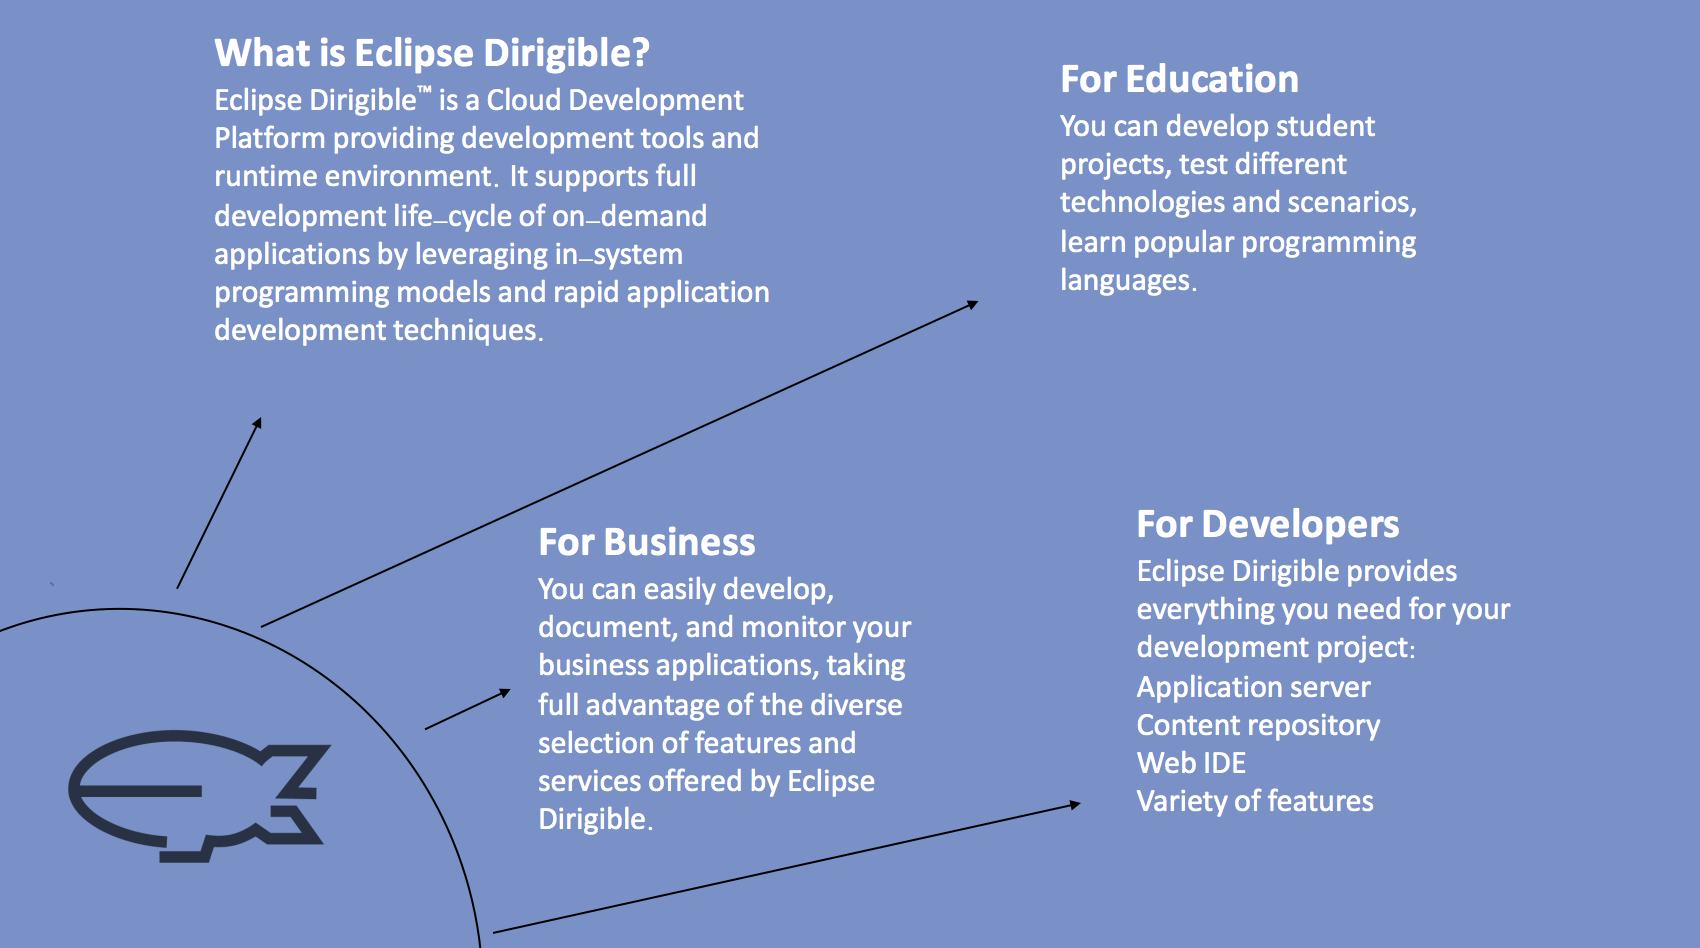 What is Eclipse Dirigible?
Eclipse Dirigible™ is a Cloud Development
Platform providing development tools and
runtime environment. It supports full
development life–cycle of on–demand
applications by leveraging in–system
programming models and rapid application
development techniques.
For Education
You can develop student
projects, test different
technologies and scenarios,
learn popular programming
languages.
For Business
You can easily develop,
document, and monitor your
business applications, taking
full advantage of the diverse
selection of features and
services offered by Eclipse
Dirigible.
For Developers
Eclipse Dirigible provides
everything you need for your
development project:
Application server
Content repository
Web IDE
Variety of features